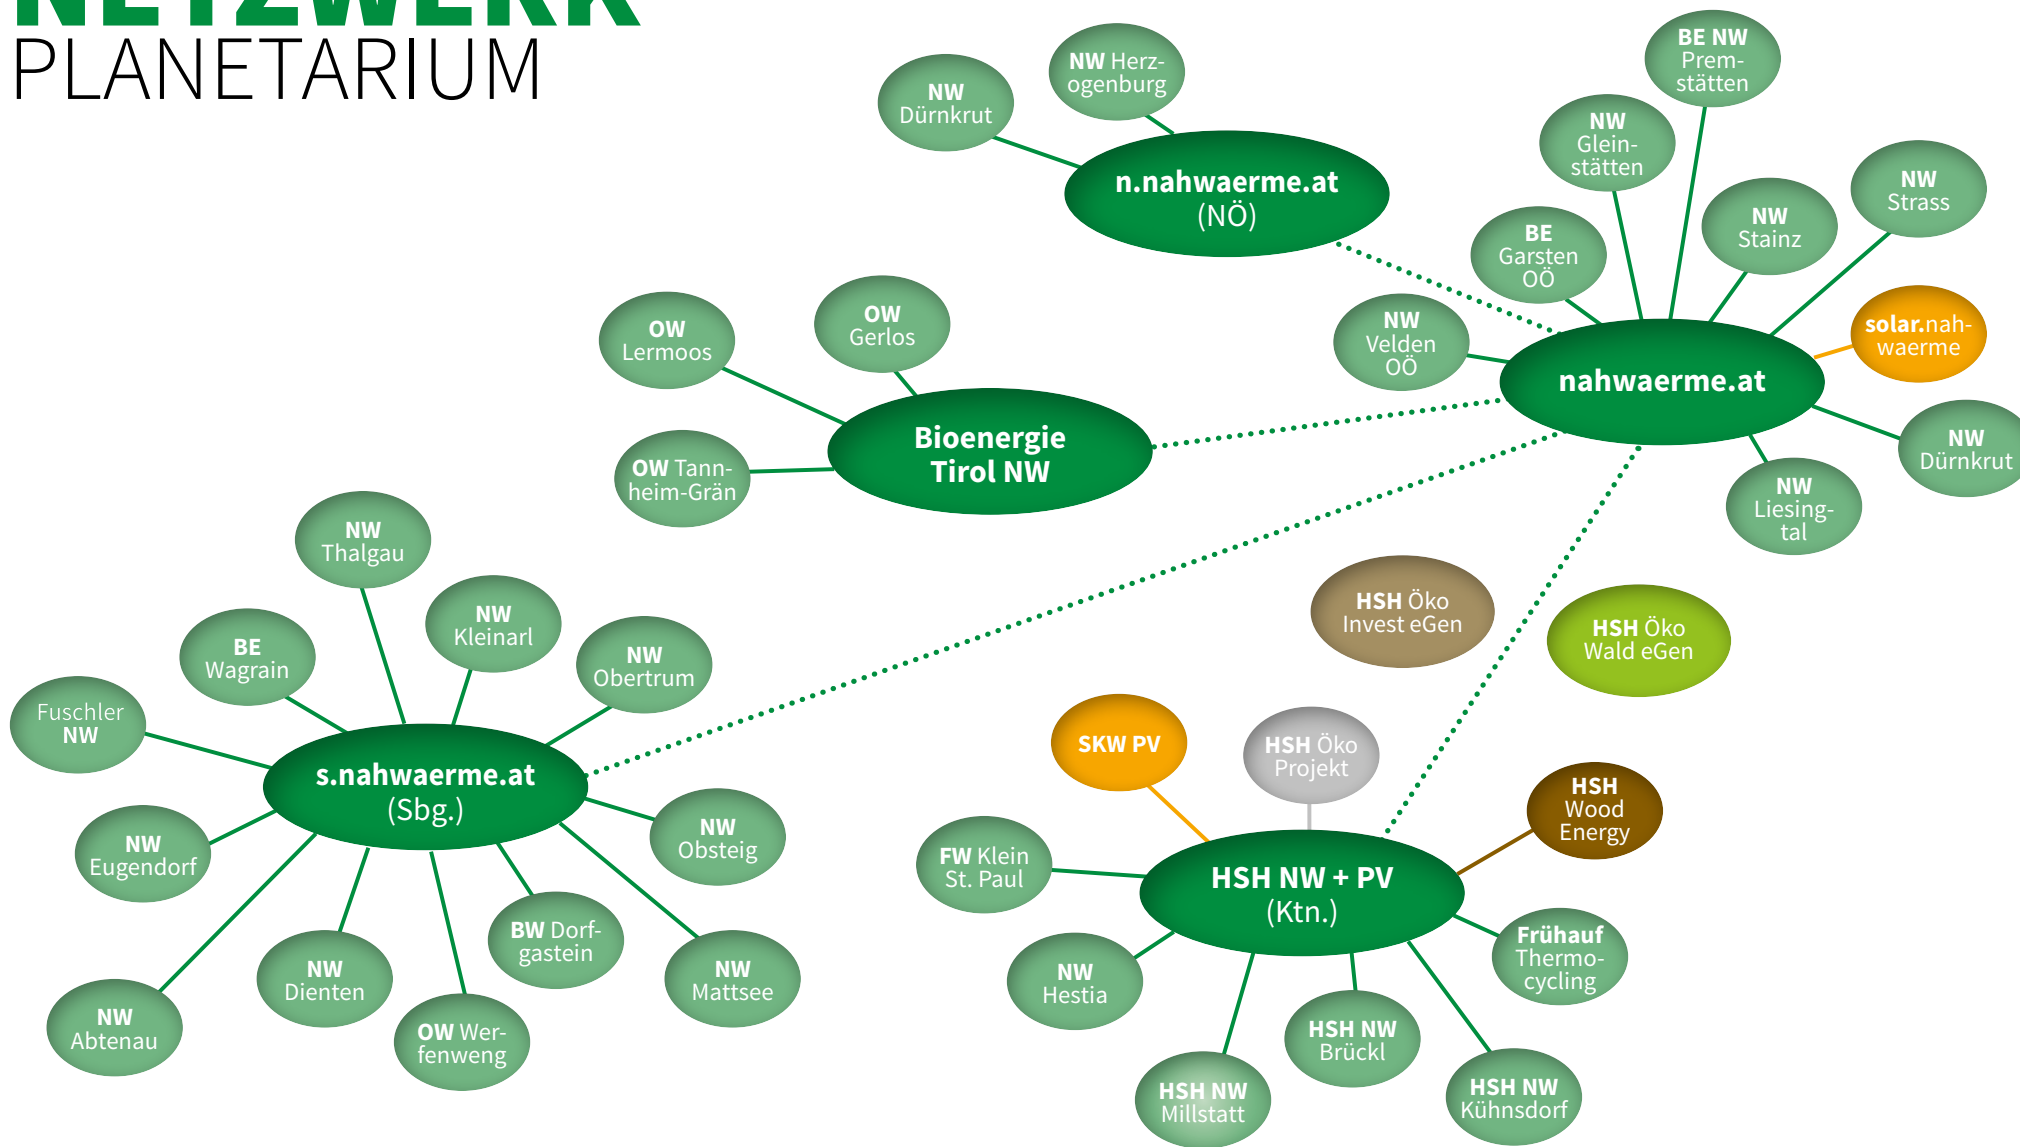 NETZWERK
PLANETARIUM
NW
Dürnkrut
NW Herz-
ogenburg
n.nahwaerme.at
(NÖ)
BE NW
Prem-
stätten
NW
Glein-
stätten
NW
Strass
NW
Stainz
BE
Garsten
OÖ
NW
Velden
OÖ
solar.nah-
waerme
nahwaerme.at
NW
Dürnkrut
NW
Liesing-
tal
OW
Lermoos
OW
Gerlos
OW Tann-
heim-Grän
Bioenergie
Tirol NW
NW
Thalgau
NW
Kleinarl
BE
Wagrain
NW
Obertrum
Fuschler
NW
s.nahwaerme.at
(Sbg.)
NW
Eugendorf
NW
Obsteig
BW Dorf-
gastein
NW
Mattsee
NW
Dienten
NW
Abtenau
OW Wer-
fenweng
HSH Öko
Invest eGen
HSH Öko
Wald eGen
SKW PV
HSH Öko
Projekt
HSH
Wood
Energy
FW Klein
St. Paul
HSH NW + PV
(Ktn.)
Frühauf
Thermo-
cycling
NW
Hestia
HSH NW
Brückl
HSH NW
Millstatt
HSH NW
Kühnsdorf